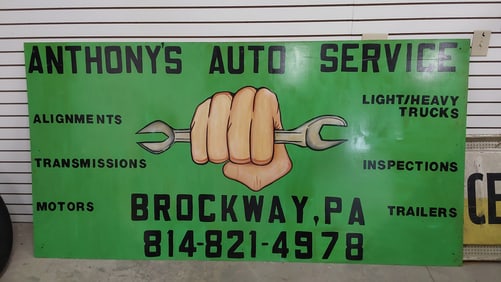 ANTHONY'S AUTO SERVICE
ALIGNMENTS
TRANSMISSIONS
MOTORS
LIGHT/HEAVY
TRUCKS
INSPECTIONS
TRAILERS
BROCKWAY, PA
814-821-4978
CE